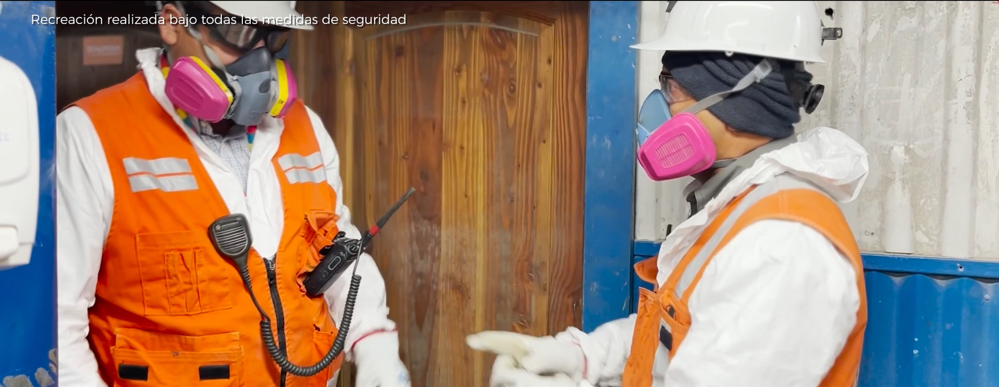 Recreación realizada bajo todas las medidas de seguridad